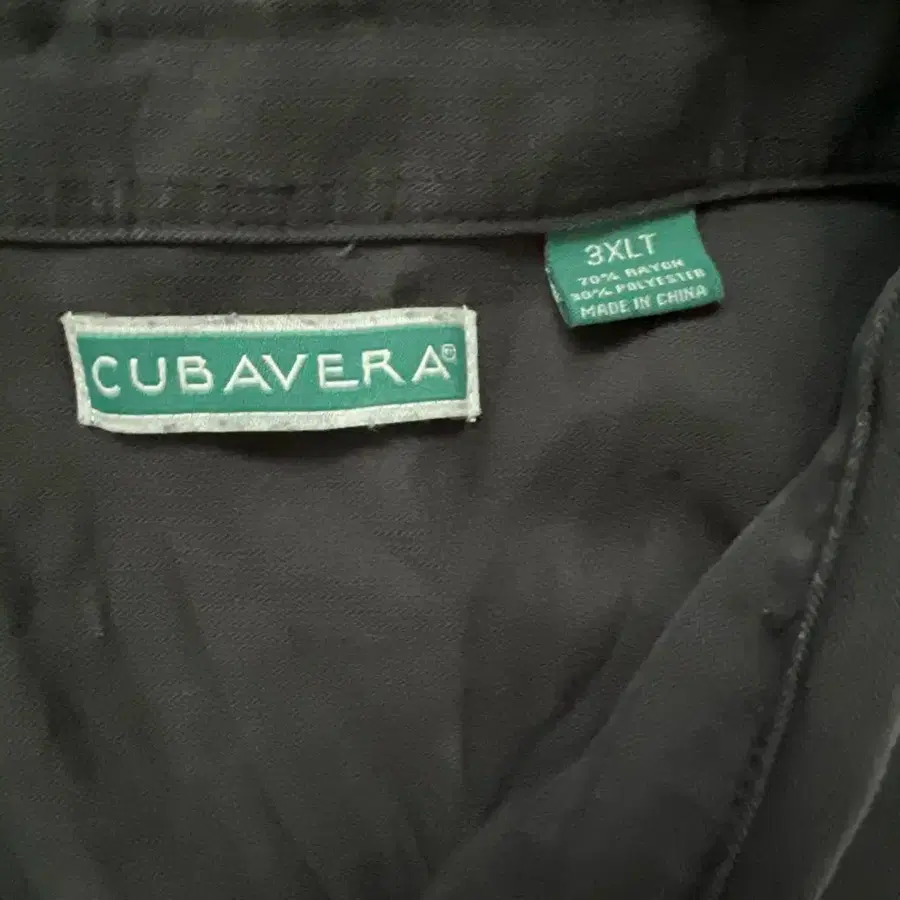 CUBAVERA®
3XLT
70% RAYON
30% POLYESTER
MADE IN CHINA